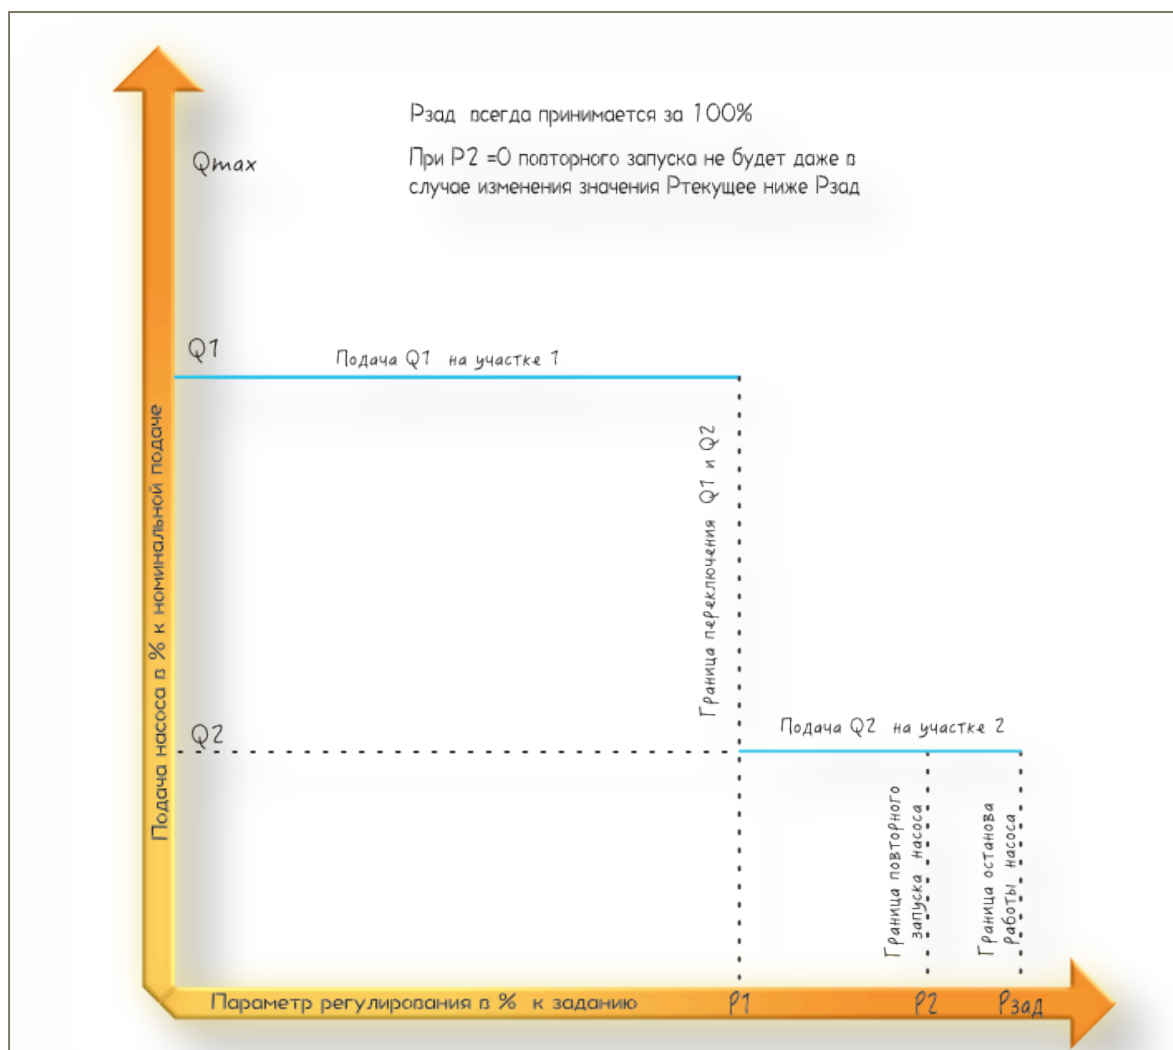 Рзад всегда принимается за 100%
При Р2 =0 повторного запуска не будет даже в
случае изменения значения Ртекущее ниже Рзад
Qmax
Q1
Подача Q1 на участке 1
Подача насоса в % к номинальной подаче
Граница переключения Q1 и Q2
Q2
Подача Q2 на участке 2
Граница повторного
запуска насоса
Граница останова
Работы насоса
Параметр регулирования в % к заданию
Р1
Р2
Рзад